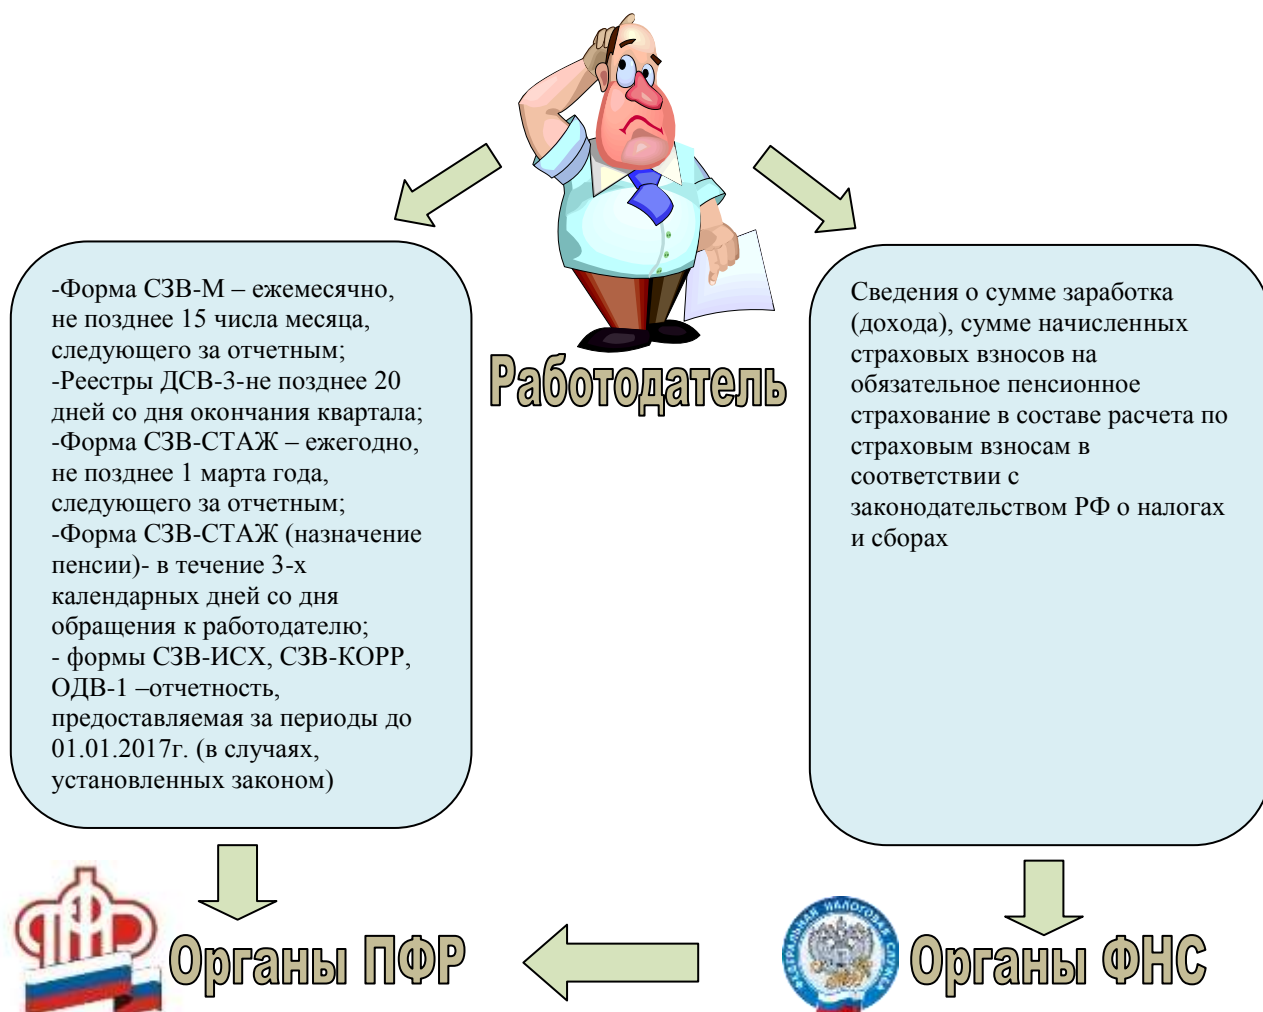 Работодатель
-Форма СЗВ-М – ежемесячно,
не позднее 15 числа месяца,
следующего за отчетным;
-Реестры ДСВ-3-не позднее 20
дней со дня окончания квартала;
-Форма СЗВ-СТАЖ – ежегодно,
не позднее 1 марта года,
следующего за отчетным;
-Форма СЗВ-СТАЖ (назначение
пенсии)- в течение 3-х
календарных дней со дня
обращения к работодателю;
- формы СЗВ-ИСХ, СЗВ-КОРР,
ОДВ-1 –отчетность,
предоставляемая за периоды до
01.01.2017г. (в случаях,
установленных законом)
Сведения о сумме заработка
(дохода), сумме начисленных
страховых взносов на
обязательное пенсионное
страхование в составе расчета по
страховым взносам в
соответствии с
законодательством РФ о налогах
и сборах
ПФР
Органы ПФР
ФЕДЕРАЛЬНАЯ НАЛОГОВАЯ СЛУЖБА
Органы ФНС